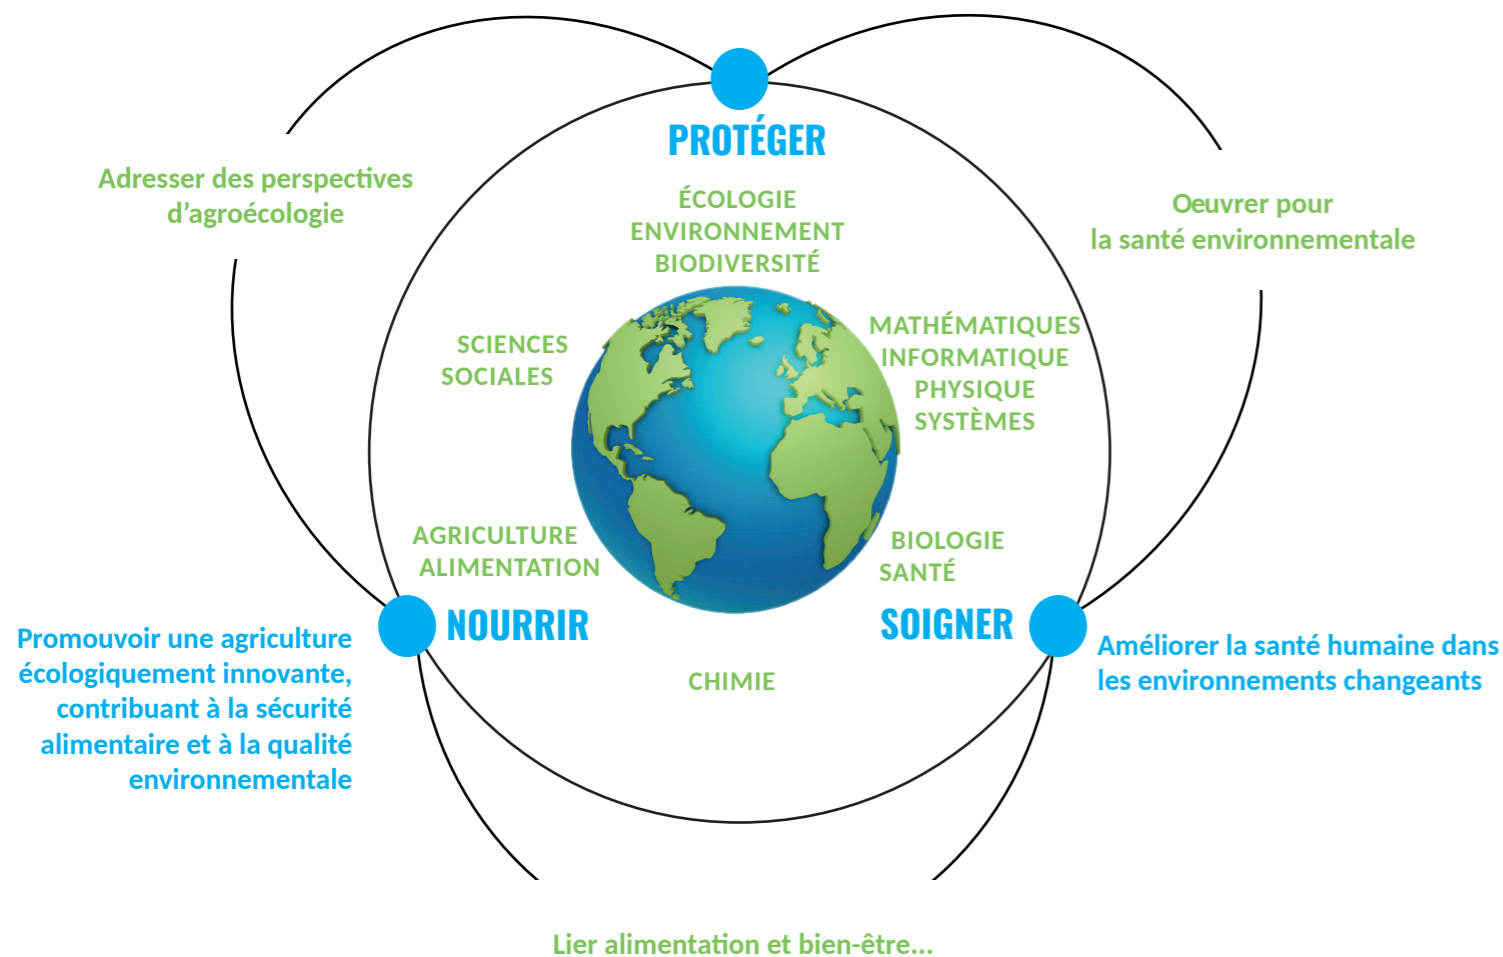 PROTÉGER
Adresser des perspectives
d’agroécologie
Oeuvrer pour
la santé environnementale
ÉCOLOGIE
ENVIRONNEMENT
BIODIVERSITÉ
SCIENCES
SOCIALES
MATHÉMATIQUES
INFORMATIQUE
PHYSIQUE
SYSTÈMES
AGRICULTURE
ALIMENTATION
BIOLOGIE
SANTÉ
NOURRIR
SOIGNER
Promouvoir une agriculture
écologiquement innovante,
contribuant à la sécurité
alimentaire et à la qualité
environnementale
Améliorer la santé humaine dans
les environnements changeants
CHIMIE
Lier alimentation et bien-être...